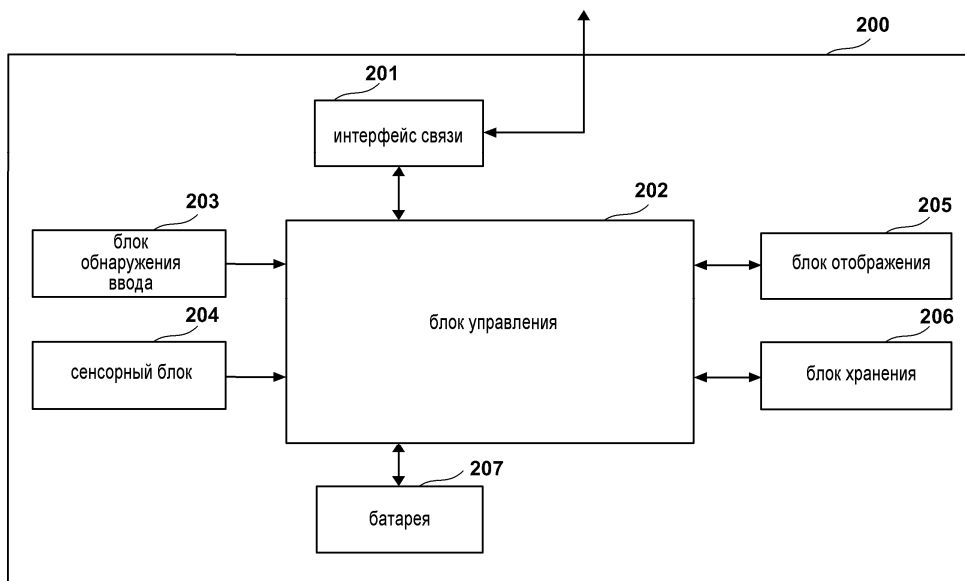 200
201
интерфейс связи
202
203
блок
обнаружения
ввода
204
сенсорный блок
блок управления
205
блок отображения
206
блок хранения
207
батарея